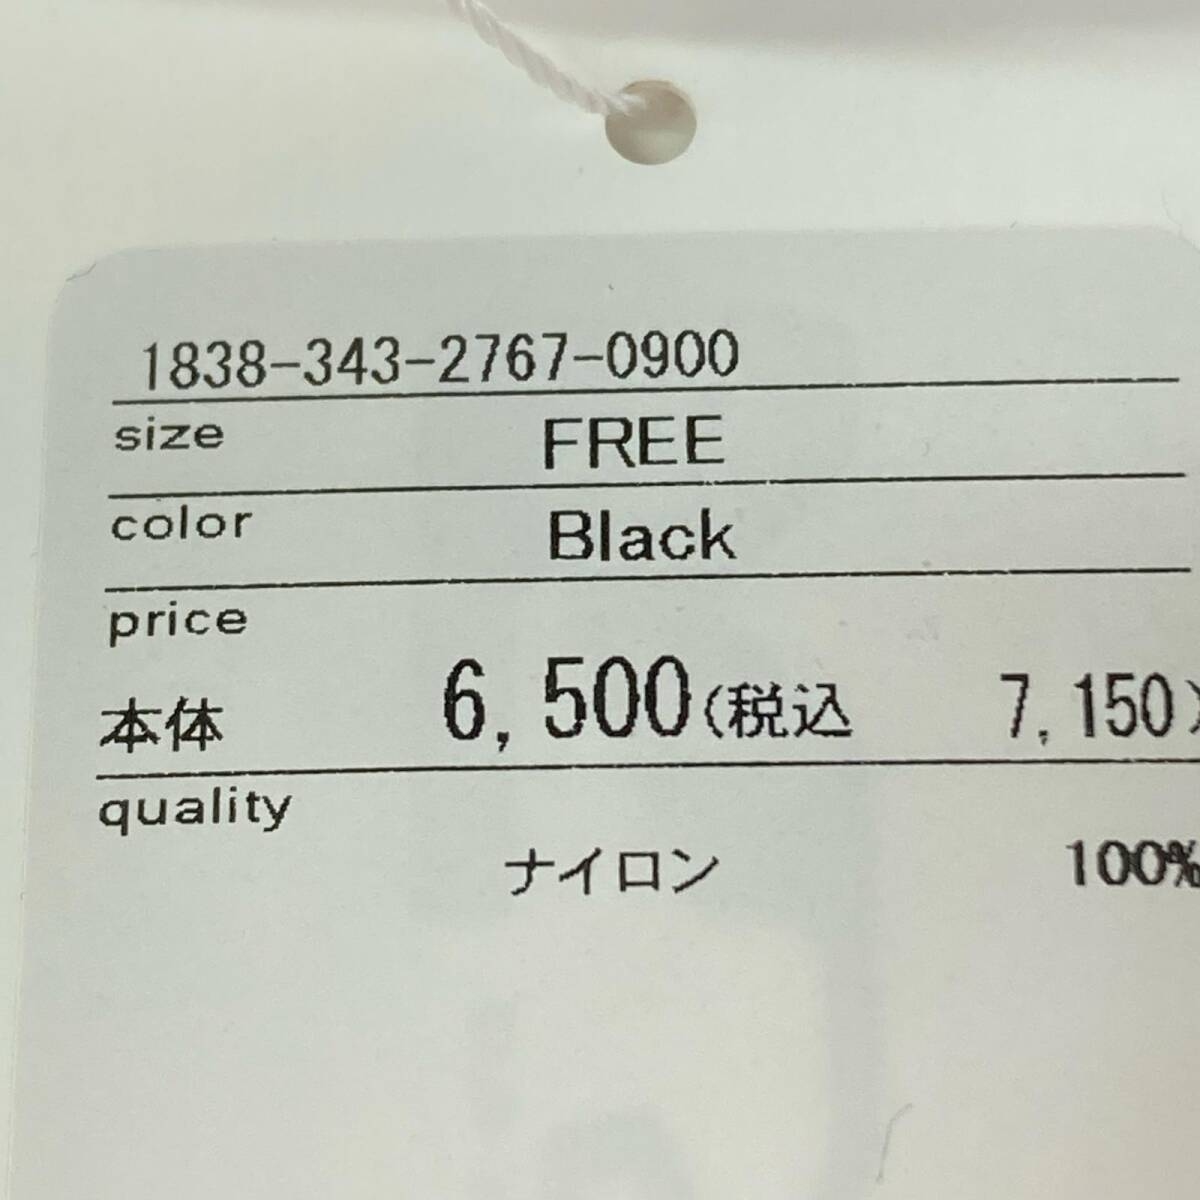 1838-343-2767-0900
size FREE
color Black
price
本体 6,500(税込 7,150)
quality
ナイロン 100%